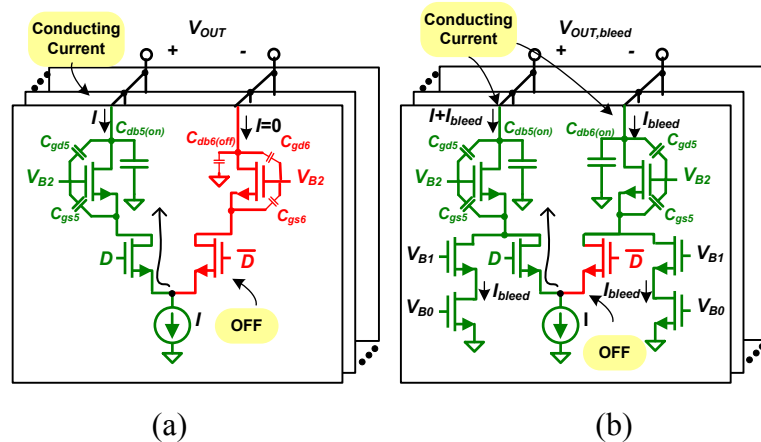 Conducting
Current
V_OUT
+ -
I
I=0
C_db5(on)
C_gd5
C_db6(off)
C_gd6
V_B2
V_B2
C_gs5
C_gs6
D
D̅
I
OFF
(a)
Conducting
Current
V_OUT,bleed
+ -
I+I_bleed
I_bleed
C_db5(on)
C_gd5
C_db6(on)
C_gd5
V_B2
V_B2
C_gs5
C_gs5
V_B1
D
D̅
V_B1
I_bleed
I_bleed
V_B0
I
V_B0
OFF
(b)